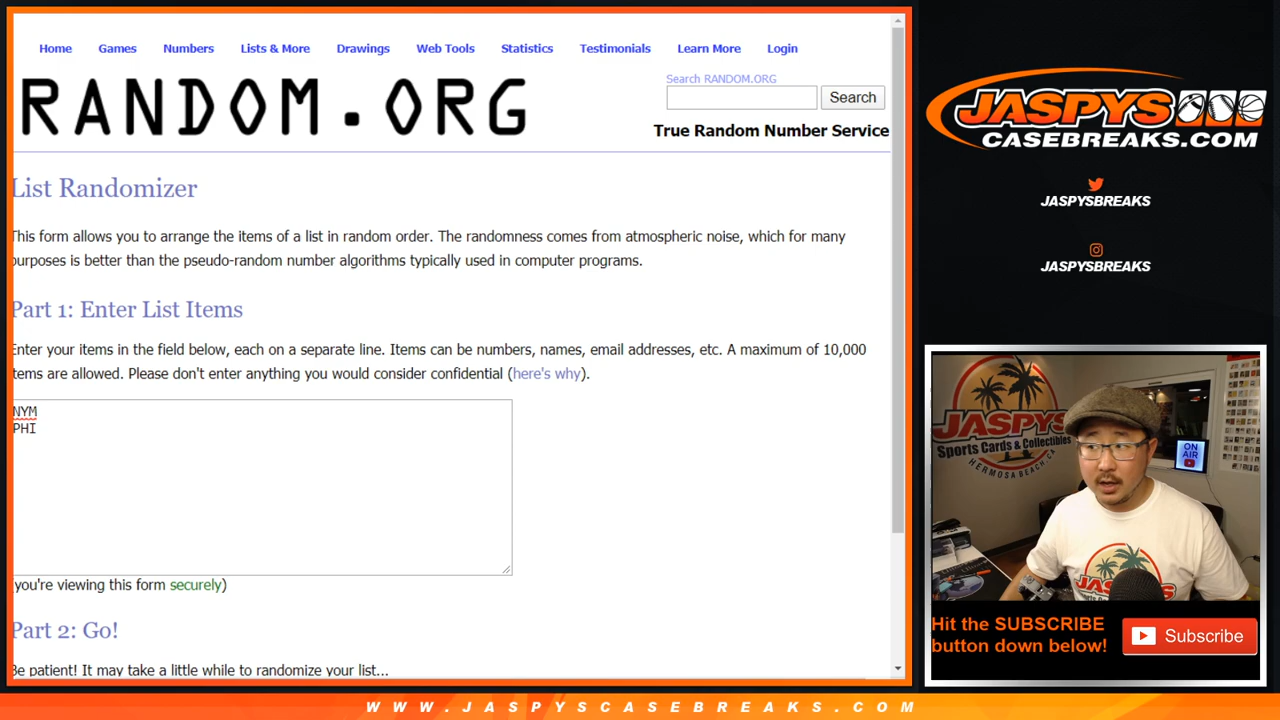 Home Games Numbers Lists & More Drawings Web Tools Statistics Testimonials Learn More Login
RANDOM.ORG
Search RANDOM.ORG
Search
True Random Number Service
List Randomizer
This form allows you to arrange the items of a list in random order. The randomness comes from atmospheric noise, which for many
purposes is better than the pseudo-random number algorithms typically used in computer programs.
Part 1: Enter List Items
Enter your items in the field below, each on a separate line. Items can be numbers, names, email addresses, etc. A maximum of 10,000
items are allowed. Please don't enter anything you would consider confidential (here's why).
NYM
PHI
(you're viewing this form securely)
Part 2: Go!
Be patient! It may take a little while to randomize your list...
JASPYS
CASEBREAKS.COM
JASPYSBREAKS
JASPYSBREAKS
JASPYS
Sports Cards & Collectibles
HERMOSA BEACH, CA
ON
AIR
JASPYS
Hit the SUBSCRIBE
button down below!
Subscribe
WWW.JASPYSCASEBREAKS.COM